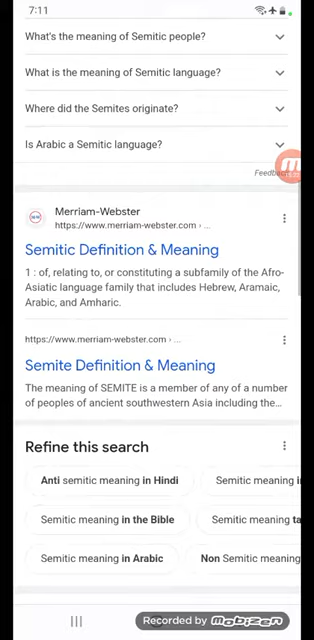 7:11
What's the meaning of Semitic people?
What is the meaning of Semitic language?
Where did the Semites originate?
Is Arabic a Semitic language?
Feedback
Merriam-Webster
https://www.merriam-webster.com › ...
Semitic Definition & Meaning
1 : of, relating to, or constituting a subfamily of the Afro-
Asiatic language family that includes Hebrew, Aramaic,
Arabic, and Amharic.
https://www.merriam-webster.com › ...
Semite Definition & Meaning
The meaning of SEMITE is a member of any of a number
of peoples of ancient southwestern Asia including the...
Refine this search
Anti semitic meaning in Hindi
Semitic meaning
Semitic meaning in the Bible
Semitic meaning
Semitic meaning in Arabic
Non Semitic meaning
Recorded by mobizen